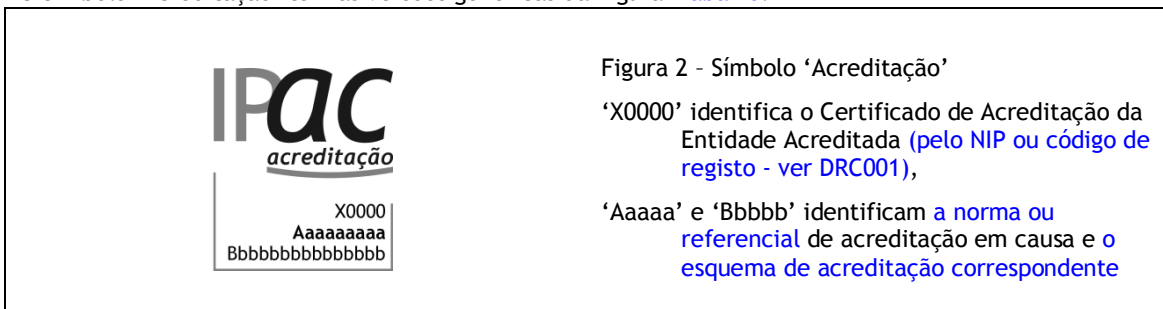 IPac
acreditação
X0000
Aaaaaaaaa
Bbbbbbbbbbbbbbb
Figura 2 – Símbolo ‘Acreditação’
‘X0000’ identifica o Certificado de Acreditação da
Entidade Acreditada (pelo NIP ou código de
registo - ver DRC001),
‘Aaaaa’ e ‘Bbbbb’ identificam a norma ou
referencial de acreditação em causa e o
esquema de acreditação correspondente